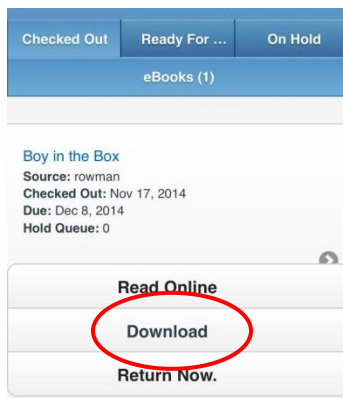 Checked Out Ready For ... On Hold
eBooks (1)
Boy in the Box
Source: rowman
Checked Out: Nov 17, 2014
Due: Dec 8, 2014
Hold Queue: 0
Read Online
Download
Return Now.